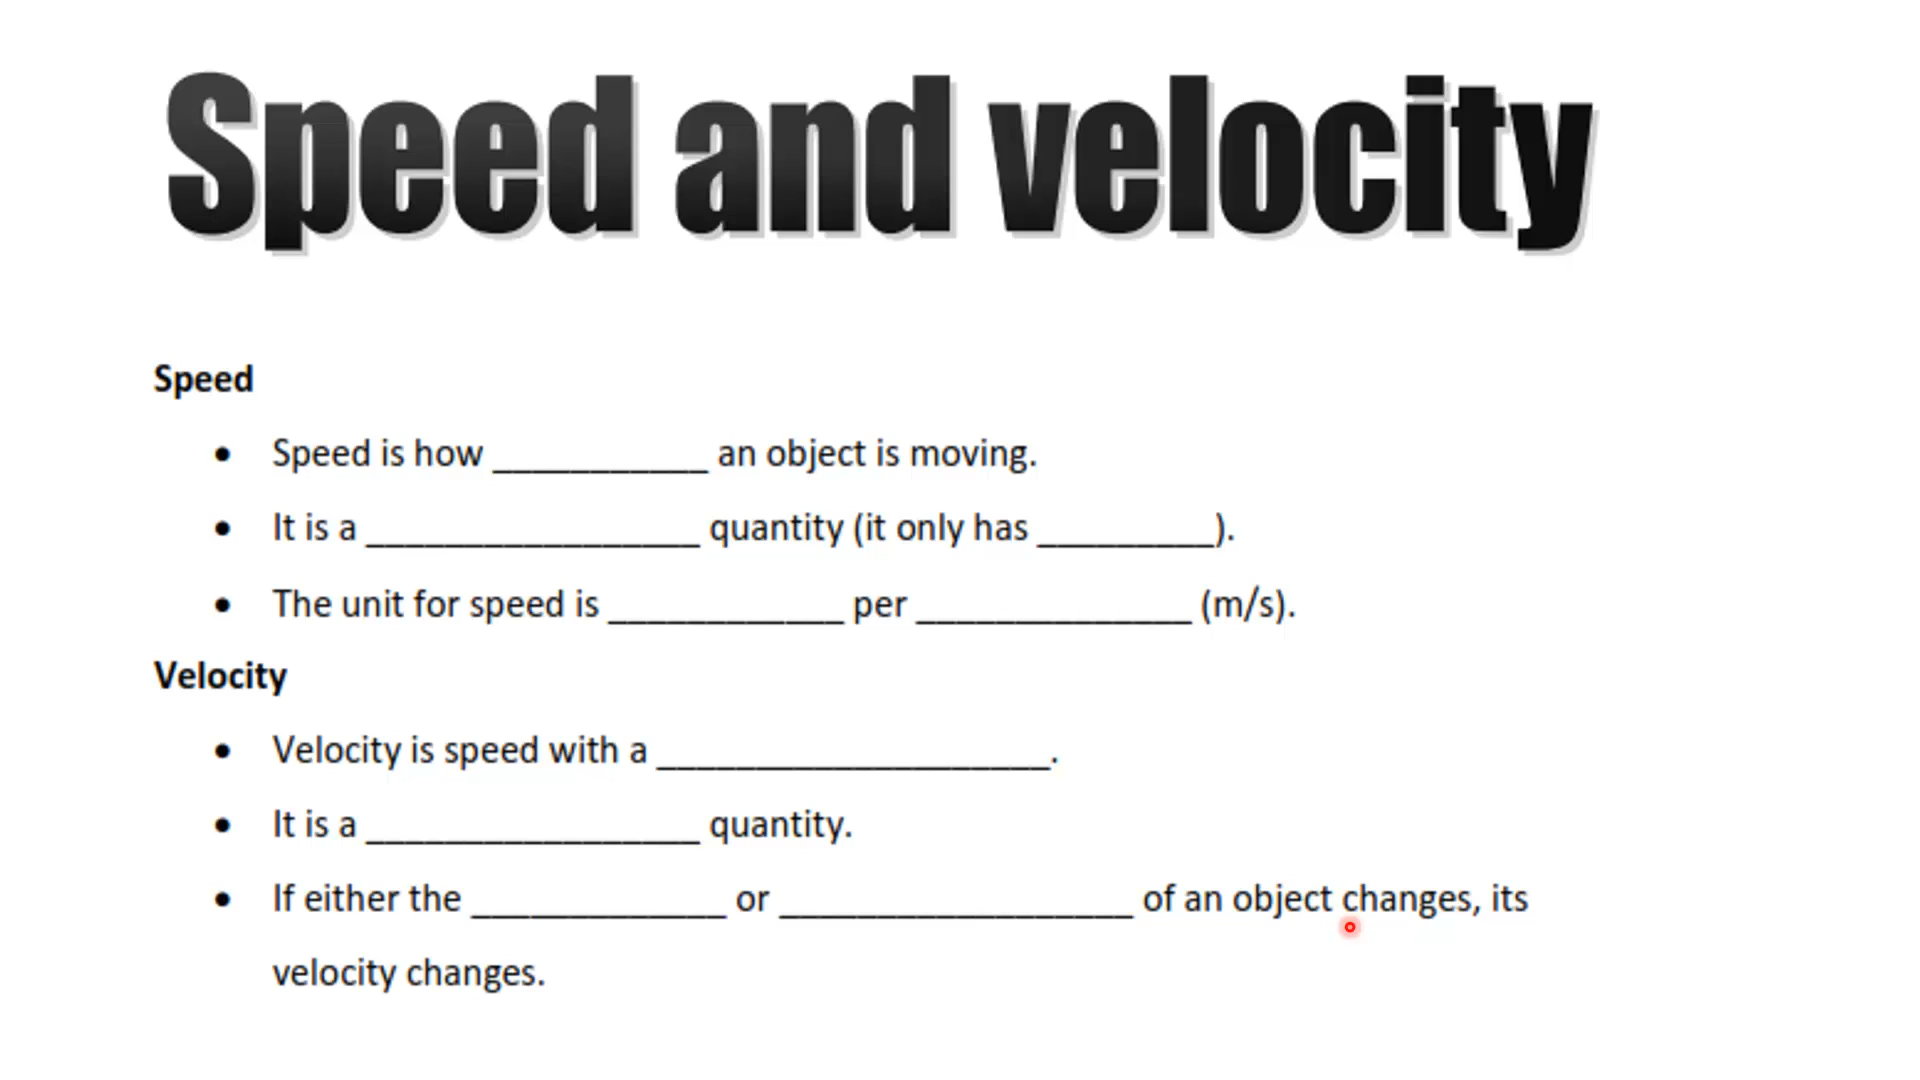 Speed and velocity
Speed
• Speed is how ___________ an object is moving.
• It is a _________________ quantity (it only has _________).
• The unit for speed is ____________ per ______________ (m/s).
Velocity
• Velocity is speed with a ____________________.
• It is a _________________ quantity.
• If either the _____________ or __________________ of an object changes, its
velocity changes.